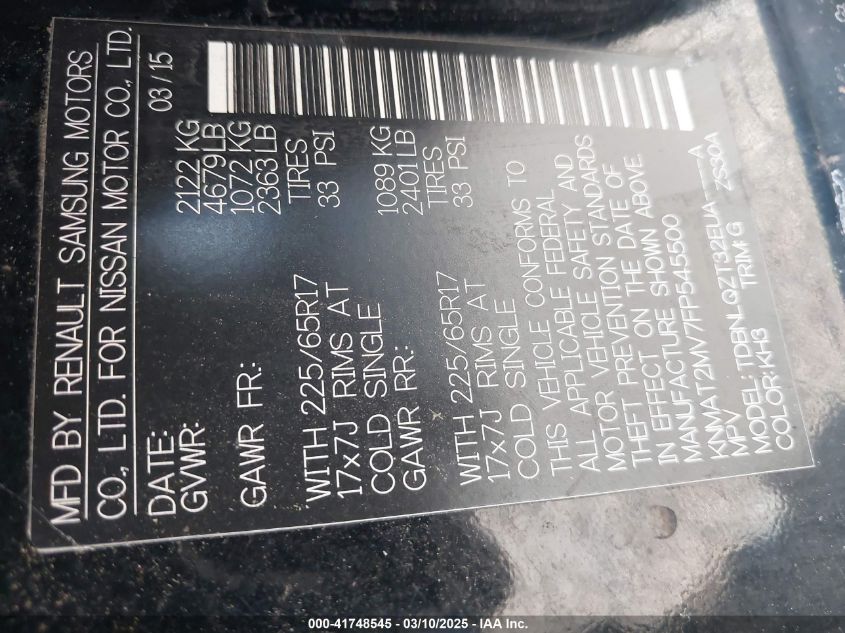 MFD BY RENAULT SAMSUNG MOTORS
CO., LTD. FOR NISSAN MOTOR CO., LTD.
DATE: 03/15
GVWR: 2122 KG
4679 LB
GAWR FR.: 1072 KG
2363 LB
WITH 225/65R17 TIRES
17x7J RIMS AT 33 PSI
COLD SINGLE
GAWR RR.: 1089 KG
2401 LB
WITH 225/65R17 TIRES
17x7J RIMS AT 33 PSI
COLD SINGLE
THIS VEHICLE CONFORMS TO
ALL APPLICABLE FEDERAL
MOTOR VEHICLE SAFETY AND
THEFT PREVENTION STANDARDS
IN EFFECT ON THE DATE OF
MANUFACTURE SHOWN ABOVE.
KNMAT2MV7FP545500
MPV
MODEL: TDBNLQZT32EUA-----A
COLOR: KH3 TRIM: G ZS30A
000-41748545 / 03/10/2025 / IAA Inc.